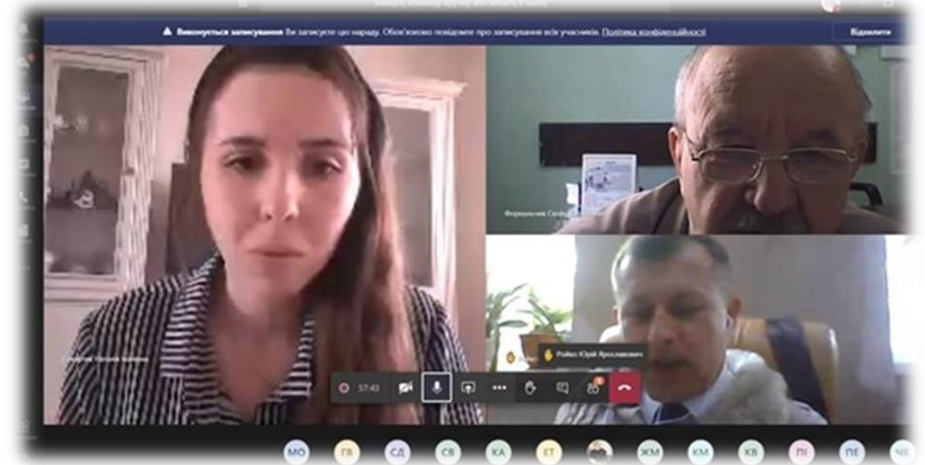 Виконується записування Ви записуєте цю нараду. Обов'язково повідомте про записування всіх учасників. Політика конфіденційності
Відхилити
Формальчик
Ройко Юрій Ярославович
57:43
МО
ГВ
СД
СВ
КА
ЕТ
ЖМ
КМ
КВ
ПІ
ПЕ